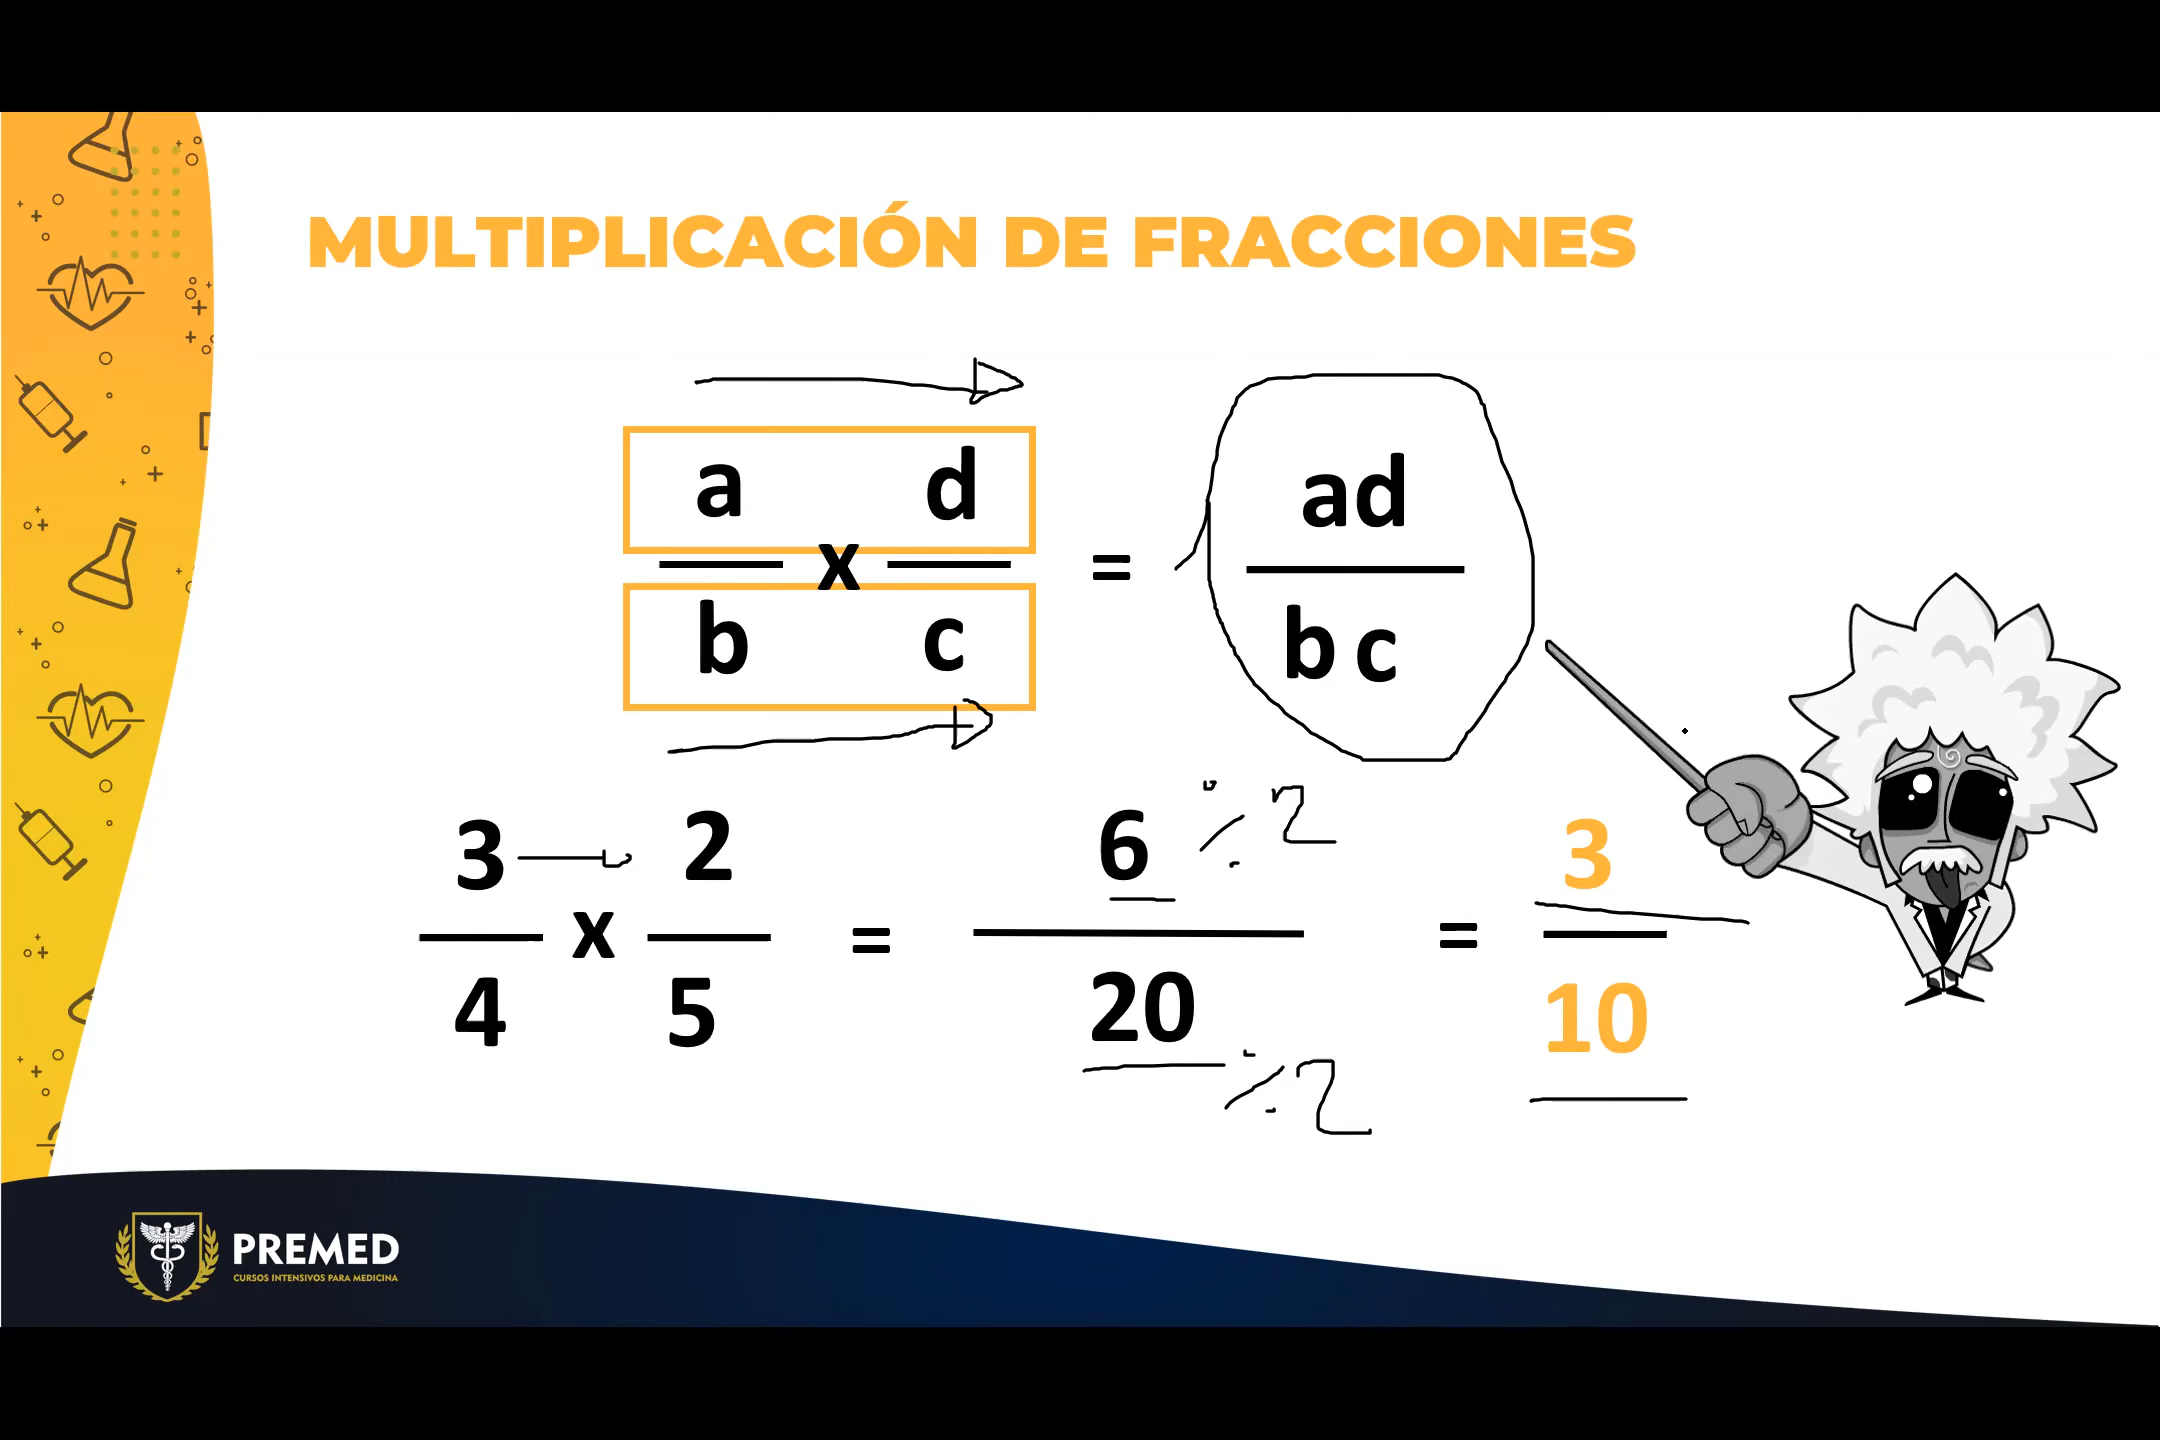 MULTIPLICACIÓN DE FRACCIONES
a d ad
x =
b c b c
3 2 6 ÷ 2 3
x = =
4 5 20 ÷ 2 10
PREMED
CURSOS INTENSIVOS PARA MEDICINA